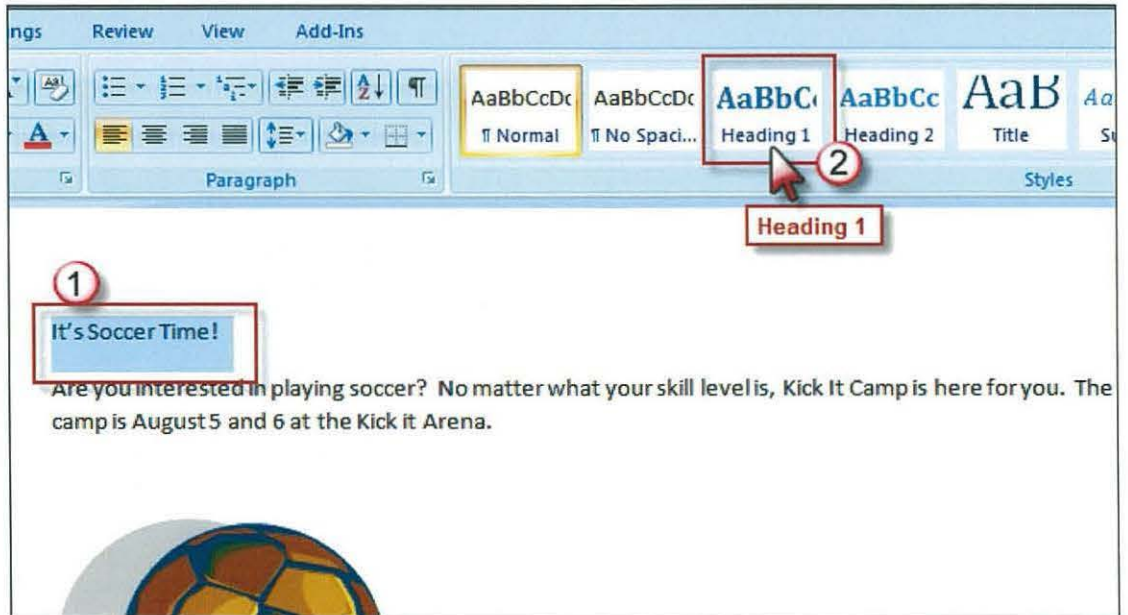 ngs Review View Add-Ins
AaBbCcDc AaBbCcDc AaBbC AaBbCc AaB Aa
¶ Normal ¶ No Spaci... Heading 1 Heading 2 Title Su
Paragraph Styles
2
Heading 1
1
It's Soccer Time!
Are you interested in playing soccer? No matter what your skill level is, Kick It Camp is here for you. The
camp is August 5 and 6 at the Kick it Arena.